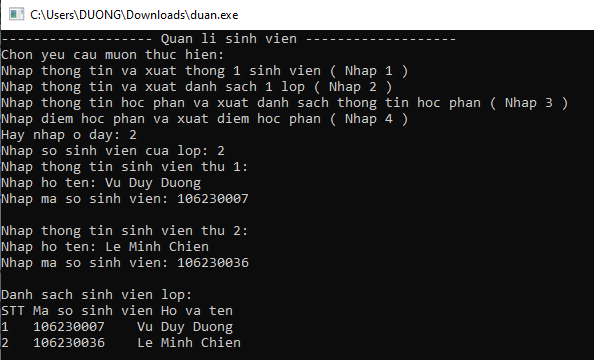 C:\Users\DUONG\Downloads\duan.exe
------------------- Quan li sinh vien -------------------
Chon yeu cau muon thuc hien:
Nhap thong tin va xuat thong 1 sinh vien ( Nhap 1 )
Nhap thong tin va xuat danh sach 1 lop ( Nhap 2 )
Nhap thong tin hoc phan va xuat danh sach thong tin hoc phan ( Nhap 3 )
Nhap diem hoc phan va xuat diem hoc phan ( Nhap 4 )
Hay nhap o day: 2
Nhap so sinh vien cua lop: 2
Nhap thong tin sinh vien thu 1:
Nhap ho ten: Vu Duy Duong
Nhap ma so sinh vien: 106230007
Nhap thong tin sinh vien thu 2:
Nhap ho ten: Le Minh Chien
Nhap ma so sinh vien: 106230036
Danh sach sinh vien lop:
STT Ma so sinh vien Ho va ten
1   106230007    Vu Duy Duong
2   106230036    Le Minh Chien